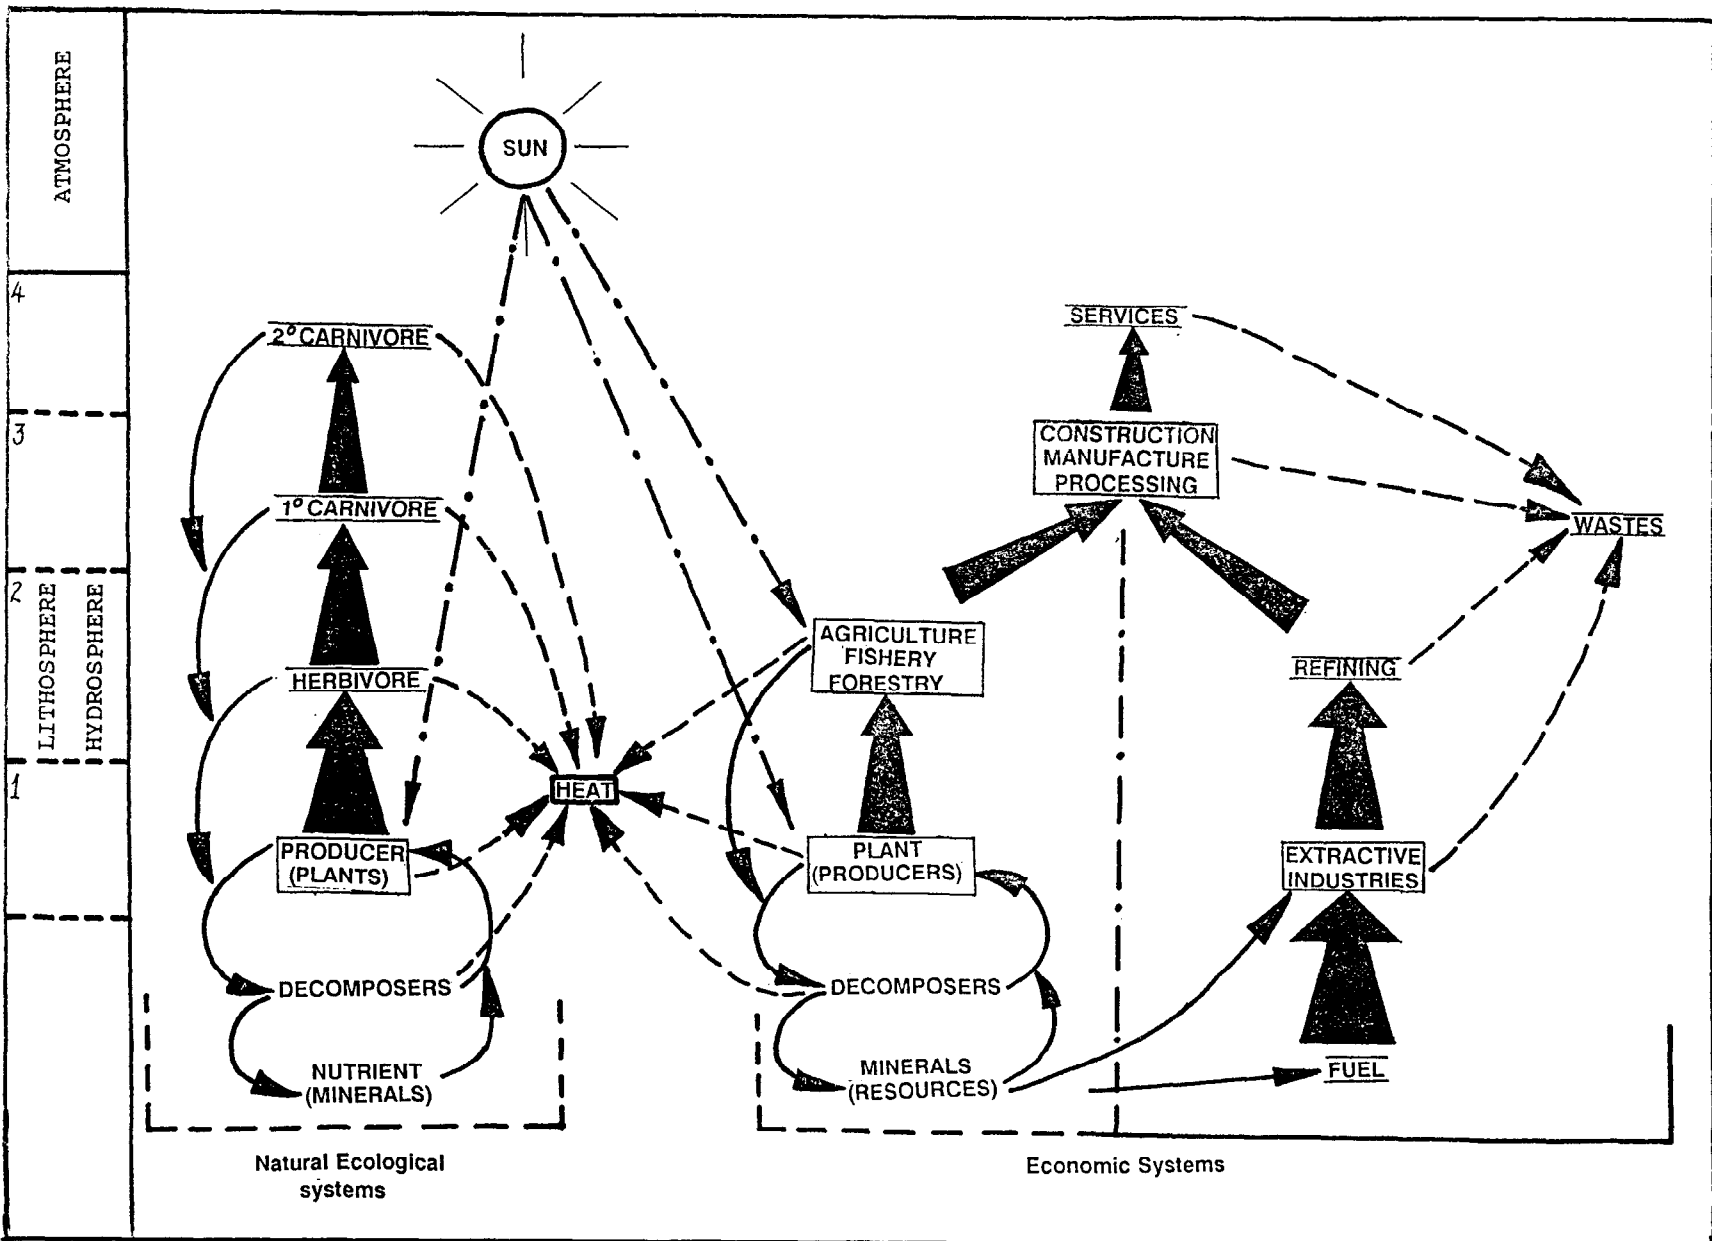 ATMOSPHERE
4
3
2
LITHOSPHERE
HYDROSPHERE
1
SUN
2° CARNIVORE
1° CARNIVORE
HERBIVORE
PRODUCER
(PLANTS)
DECOMPOSERS
NUTRIENT
(MINERALS)
Natural Ecological
systems
HEAT
AGRICULTURE
FISHERY
FORESTRY
PLANT
(PRODUCERS)
DECOMPOSERS
MINERALS
(RESOURCES)
SERVICES
CONSTRUCTION
MANUFACTURE
PROCESSING
WASTES
REFINING
EXTRACTIVE
INDUSTRIES
FUEL
Economic Systems